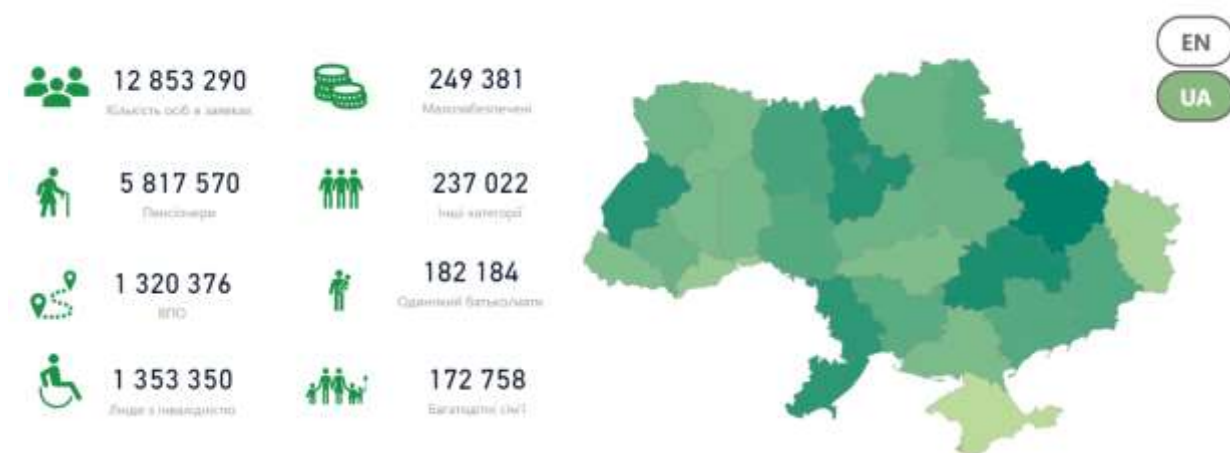 12 853 290
Кількість осіб в заявках
249 381
Малозабезпечені
5 817 570
Пенсіонери
237 022
Інші категорії
1 320 376
ВПО
182 184
Одинокий батько/мати
1 353 350
Люди з інвалідністю
172 758
Багатодітні сім'ї
EN
UA